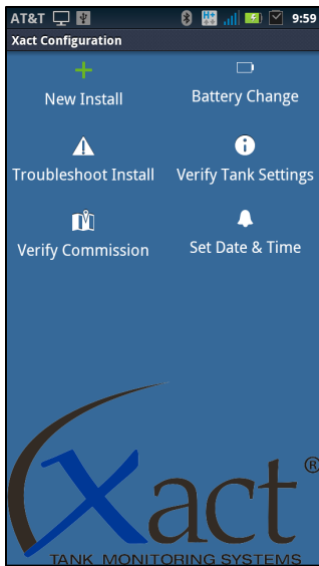 AT&T 9:59
Xact Configuration
New Install Battery Change
Troubleshoot Install Verify Tank Settings
Verify Commission Set Date & Time
Xact®
TANK MONITORING SYSTEMS